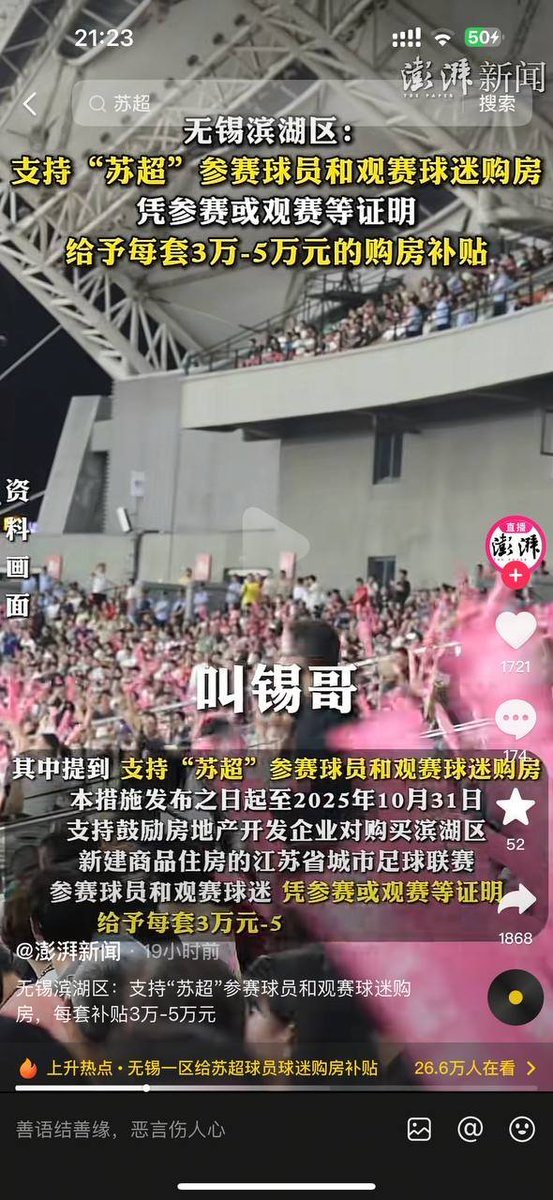 21:23
50
澎湃新闻
THE PAPER
苏超
搜索
无锡滨湖区：
支持“苏超”参赛球员和观赛球迷购房
凭参赛或观赛等证明
给予每套3万-5万元的购房补贴
资料画面
直播
澎湃
1721
叫锡哥
174
其中提到 支持“苏超”参赛球员和观赛球迷购房
本措施发布之日起至2025年10月31日
支持鼓励房地产开发企业对购买滨湖区
新建商品住房的江苏省城市足球联赛
参赛球员和观赛球迷 凭参赛或观赛等证明
给予每套3万元-5
52
1868
@澎湃新闻 · 19小时前
无锡滨湖区：支持“苏超”参赛球员和观赛球迷购
房，每套补贴3万-5万元
上升热点·无锡一区给苏超球员球迷购房补贴
26.6万人在看
善语结善缘，恶言伤人心